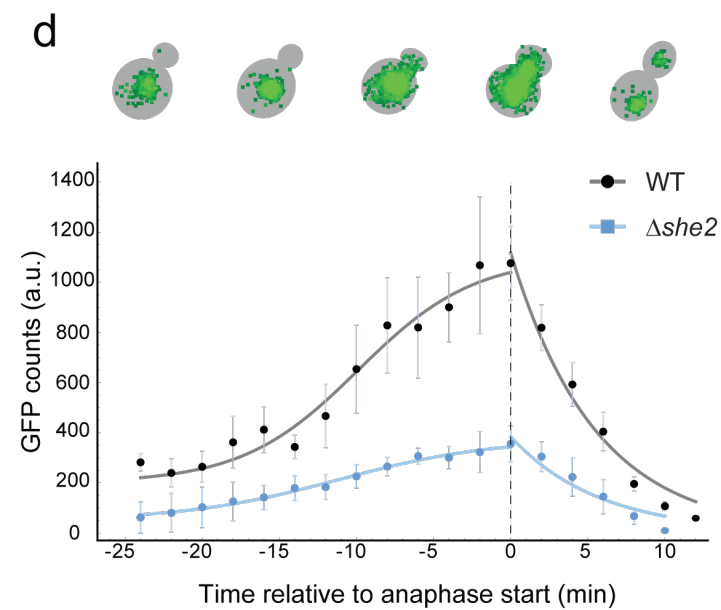 d
1400
1200
1000
800
600
400
200
0
GFP counts (a.u.)
WT
Δshe2
-25 -20 -15 -10 -5 0 5 10
Time relative to anaphase start (min)